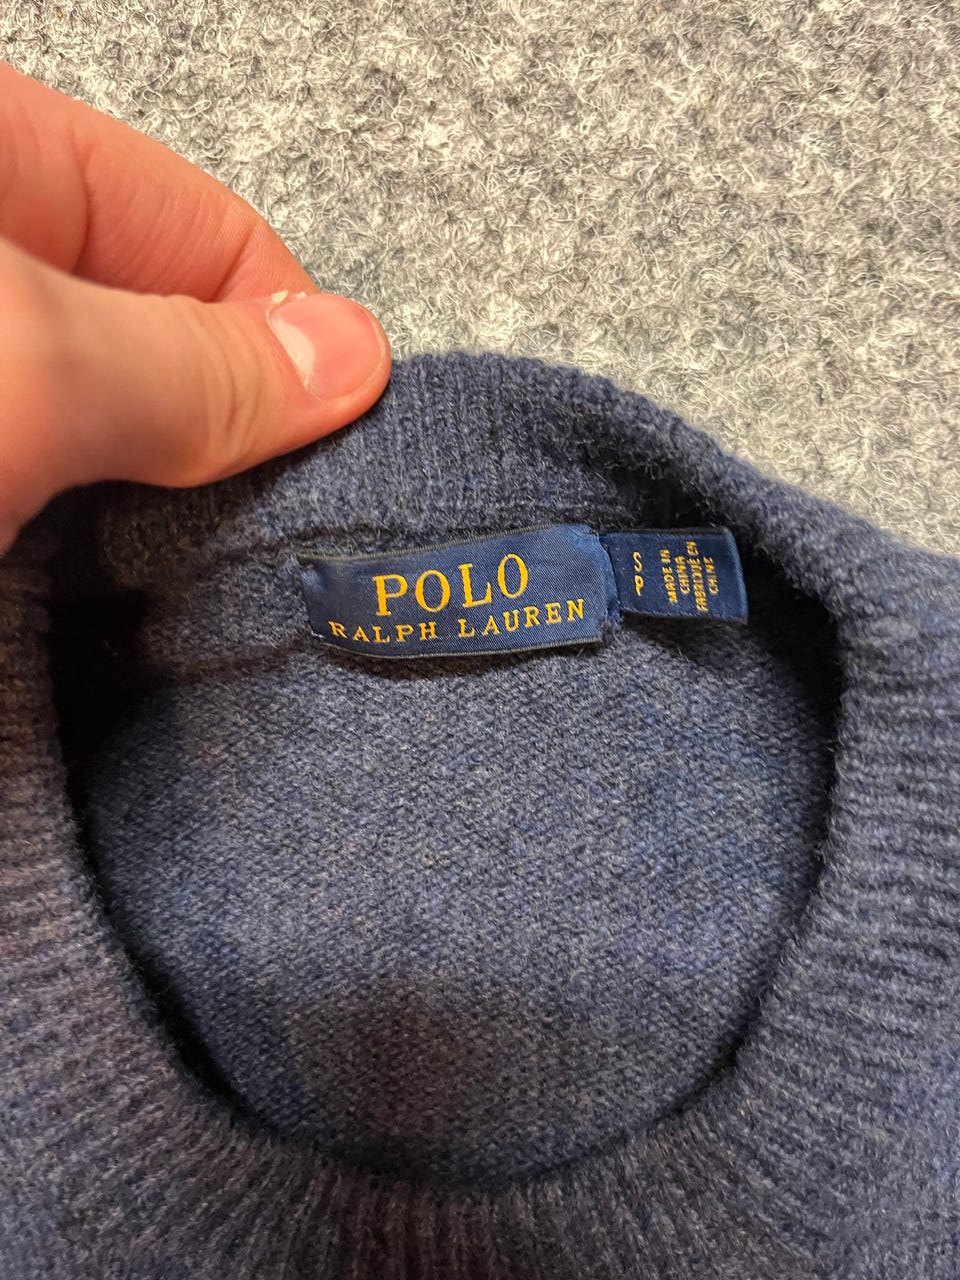 POLO
RALPH LAUREN
S
P
MADE IN
CHINA
FABRIQUÉ EN
CHINE